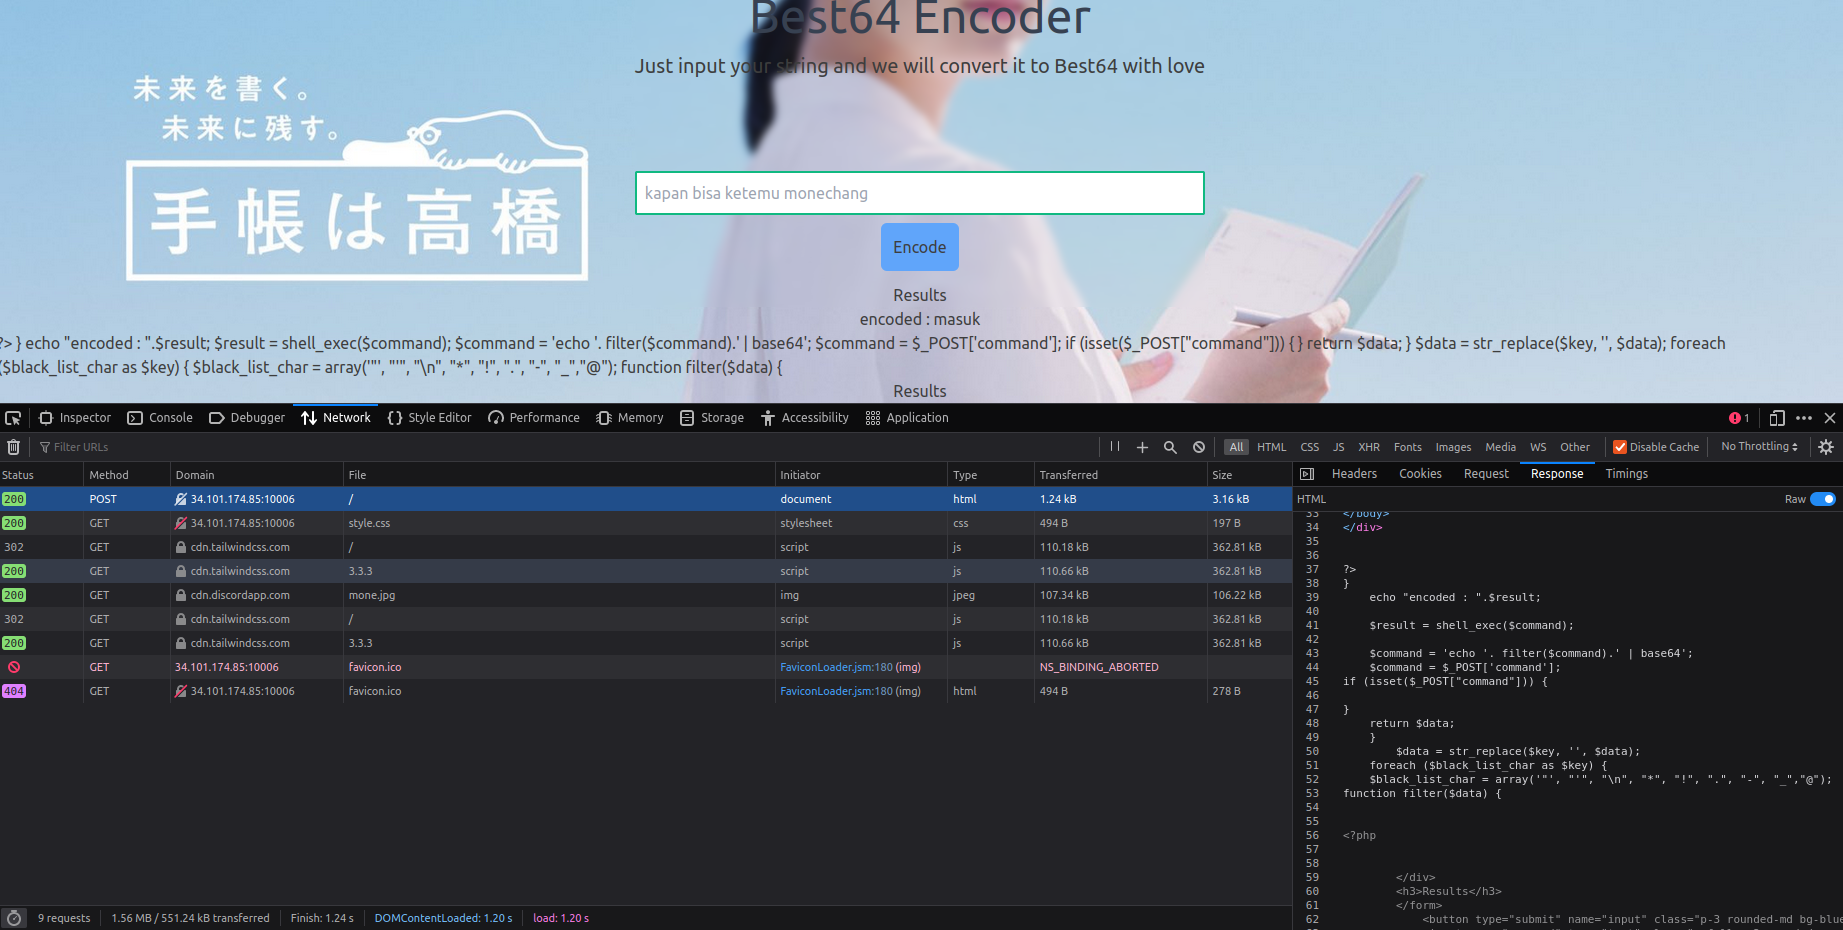 Best64 Encoder
Just input your string and we will convert it to Best64 with love
未来を書く。
未来に残す。
手帳は高橋
kapan bisa ketemu monechang
Encode
Results
encoded : masuk
?> } echo "encoded : ".$result; $result = shell_exec($command); $command = 'echo '. filter($command).' | base64'; $command = $_POST['command']; if (isset($_POST["command"])) { } return $data; } $data = str_replace($key, '', $data); foreach
($black_list_char as $key) { $black_list_char = array('"', "'", "\n", "*", "!", ".", "-", "_","@"); function filter($data) {
Results
Inspector Console Debugger Network Style Editor Performance Memory Storage Accessibility Application 1
Filter URLs All HTML CSS JS XHR Fonts Images Media WS Other Disable Cache No Throttling
Status Method Domain File Initiator Type Transferred Size
200 POST 34.101.174.85:10006 / document html 1.24 kB 3.16 kB
200 GET 34.101.174.85:10006 style.css stylesheet css 494 B 197 B
302 GET cdn.tailwindcss.com / script js 110.18 kB 362.81 kB
200 GET cdn.tailwindcss.com 3.3.3 script js 110.66 kB 362.81 kB
200 GET cdn.discordapp.com mone.jpg img jpeg 107.34 kB 106.22 kB
302 GET cdn.tailwindcss.com / script js 110.18 kB 362.81 kB
200 GET cdn.tailwindcss.com 3.3.3 script js 110.66 kB 362.81 kB
GET 34.101.174.85:10006 favicon.ico FaviconLoader.jsm:180 (img) NS_BINDING_ABORTED
404 GET 34.101.174.85:10006 favicon.ico FaviconLoader.jsm:180 (img) html 494 B 278 B
9 requests 1.56 MB / 551.24 kB transferred Finish: 1.24 s DOMContentLoaded: 1.20 s load: 1.20 s
Headers Cookies Request Response Timings
HTML Raw
33 </body>
34 </div>
35
36
37 ?>
38 }
39 echo "encoded : ".$result;
40
41 $result = shell_exec($command);
42
43 $command = 'echo '. filter($command).' | base64';
44 $command = $_POST['command'];
45 if (isset($_POST["command"])) {
46
47 }
48 return $data;
49 }
50 $data = str_replace($key, '', $data);
51 foreach ($black_list_char as $key) {
52 $black_list_char = array('"', "'", "\n", "*", "!", ".", "-", "_","@");
53 function filter($data) {
54
55
56 <?php
57
58
59 </div>
60 <h3>Results</h3>
61 </form>
62 <button type="submit" name="input" class="p-3 rounded-md bg-blue